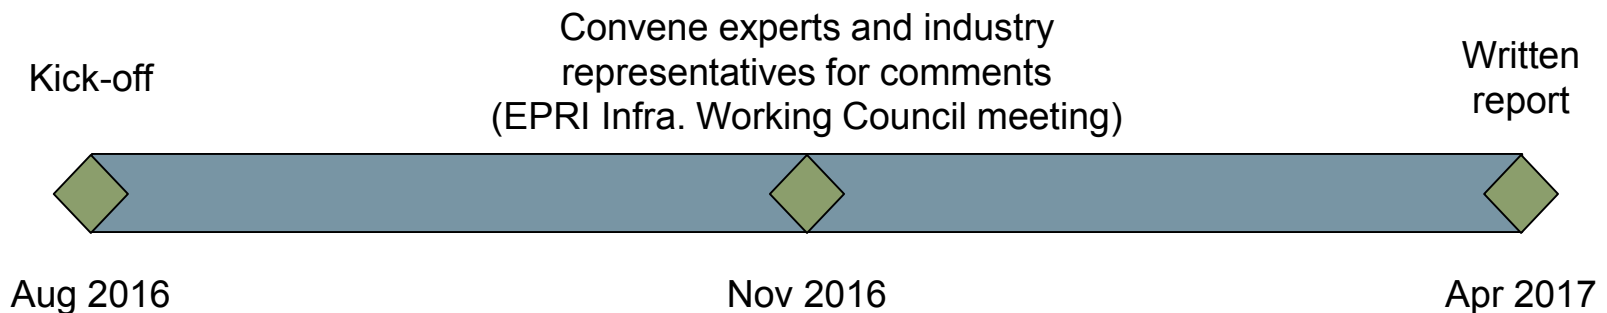 Kick-off
Convene experts and industry
representatives for comments
(EPRI Infra. Working Council meeting)
Written
report
Aug 2016
Nov 2016
Apr 2017